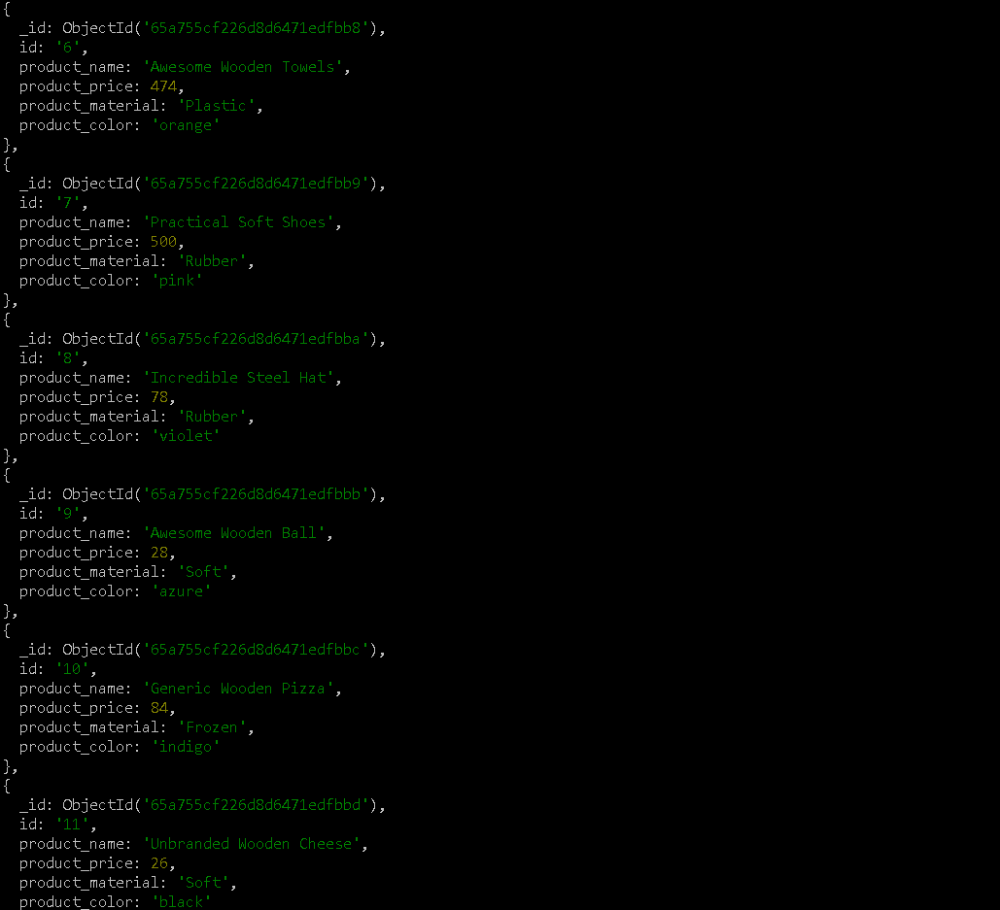 {
  _id: ObjectId('65a755cf226d8d6471edfbb8'),
  id: '6',
  product_name: 'Awesome Wooden Towels',
  product_price: 474,
  product_material: 'Plastic',
  product_color: 'orange'
},
{
  _id: ObjectId('65a755cf226d8d6471edfbb9'),
  id: '7',
  product_name: 'Practical Soft Shoes',
  product_price: 500,
  product_material: 'Rubber',
  product_color: 'pink'
},
{
  _id: ObjectId('65a755cf226d8d6471edfbba'),
  id: '8',
  product_name: 'Incredible Steel Hat',
  product_price: 78,
  product_material: 'Rubber',
  product_color: 'violet'
},
{
  _id: ObjectId('65a755cf226d8d6471edfbbb'),
  id: '9',
  product_name: 'Awesome Wooden Ball',
  product_price: 28,
  product_material: 'Soft',
  product_color: 'azure'
},
{
  _id: ObjectId('65a755cf226d8d6471edfbbc'),
  id: '10',
  product_name: 'Generic Wooden Pizza',
  product_price: 84,
  product_material: 'Frozen',
  product_color: 'indigo'
},
{
  _id: ObjectId('65a755cf226d8d6471edfbbd'),
  id: '11',
  product_name: 'Unbranded Wooden Cheese',
  product_price: 26,
  product_material: 'Soft',
  product_color: 'black'